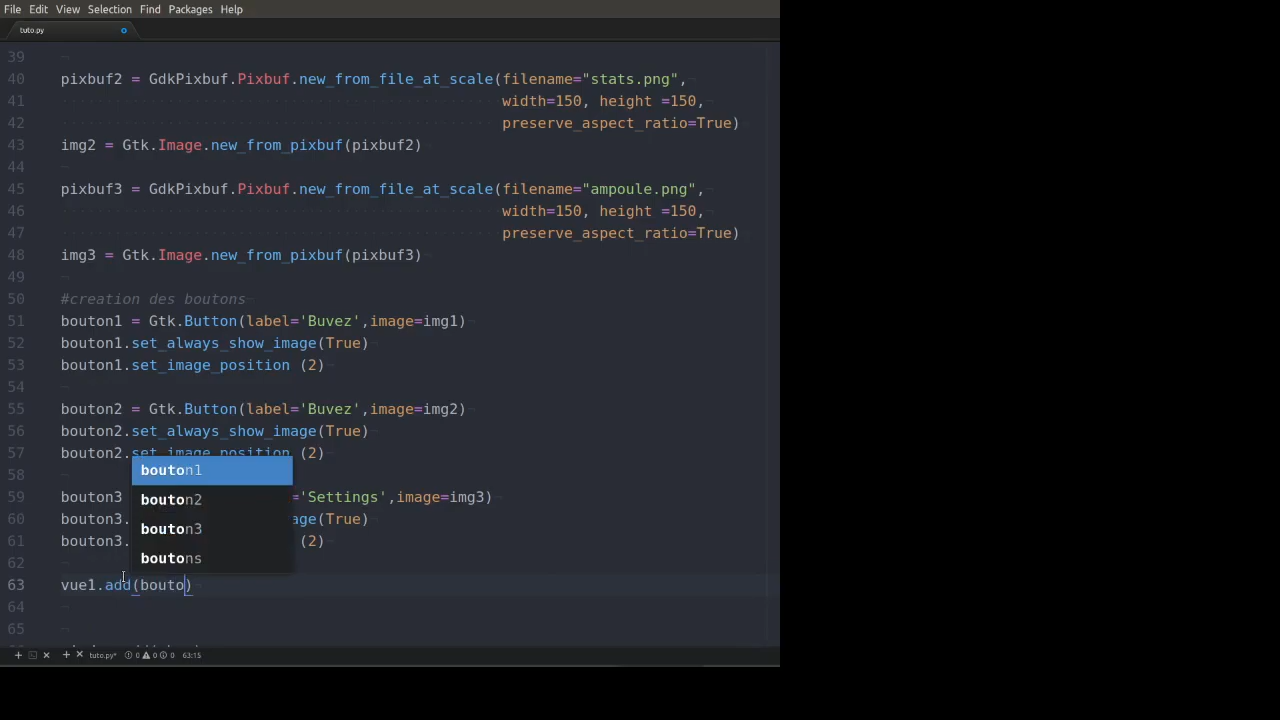 File Edit View Selection Find Packages Help
tuto.py
39
40 pixbuf2 = GdkPixbuf.Pixbuf.new_from_file_at_scale(filename="stats.png",
41 width=150, height =150,
42 preserve_aspect_ratio=True)
43 img2 = Gtk.Image.new_from_pixbuf(pixbuf2)
44
45 pixbuf3 = GdkPixbuf.Pixbuf.new_from_file_at_scale(filename="ampoule.png",
46 width=150, height =150,
47 preserve_aspect_ratio=True)
48 img3 = Gtk.Image.new_from_pixbuf(pixbuf3)
49
50 #creation des boutons
51 bouton1 = Gtk.Button(label='Buvez',image=img1)
52 bouton1.set_always_show_image(True)
53 bouton1.set_image_position (2)
54
55 bouton2 = Gtk.Button(label='Buvez',image=img2)
56 bouton2.set_always_show_image(True)
57 bouton2.set_image_position (2)
bouton1
58
bouton2
59 bouton3 ='Settings',image=img3)
60 bouton3. age(True)
bouton3
61 bouton3. (2)
boutons
62
63 vue1.add(bouto)
64
65
tuto.py* 0 0 0 63:15